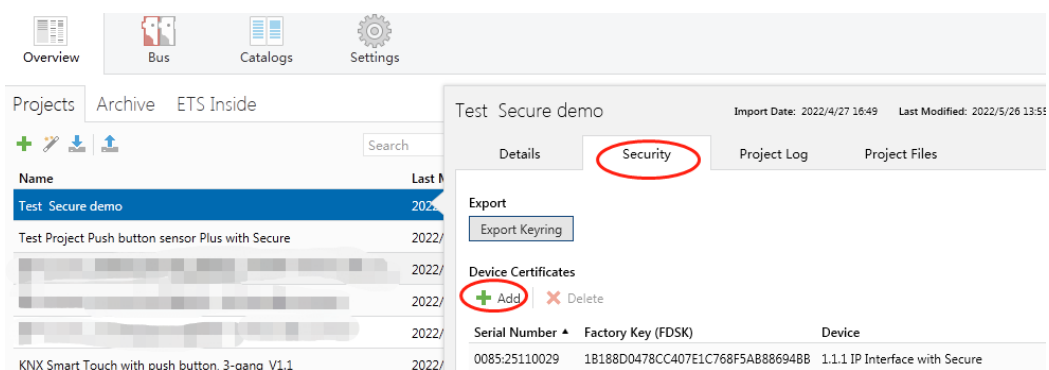 Overview Bus Catalogs Settings
Projects Archive ETS Inside
Search
Name Last M
Test Secure demo 202
Test Project Push button sensor Plus with Secure 2022/
2022/
2022/
2022/
KNX Smart Touch with push button, 3-gang V1.1 2022/
Test Secure demo Import Date: 2022/4/27 16:49 Last Modified: 2022/5/26 13:55
Details Security Project Log Project Files
Export
Export Keyring
Device Certificates
Add Delete
Serial Number Factory Key (FDSK) Device
0085:25110029 1B188D0478CC407E1C768F5AB88694BB 1.1.1 IP Interface with Secure